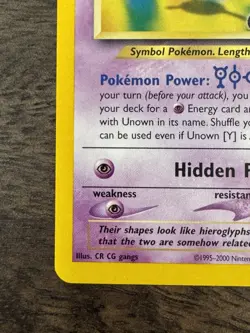 Symbol Pokémon. Length
Pokémon Power:
your turn (before your attack), you
your deck for a Energy card an
with Unown in its name. Shuffle y
can be used even if Unown [Y] is
Hidden
weakness resistan
Their shapes look like hieroglyphs
that the two are somehow relate
Illus. CR CG gangs ©1995-2000 Ninten